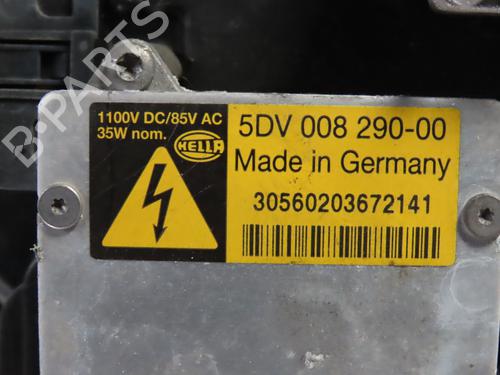 1100V DC/85V AC
35W nom.
HELLA
5DV 008 290-00
Made in Germany
30560203672141
B-Parts